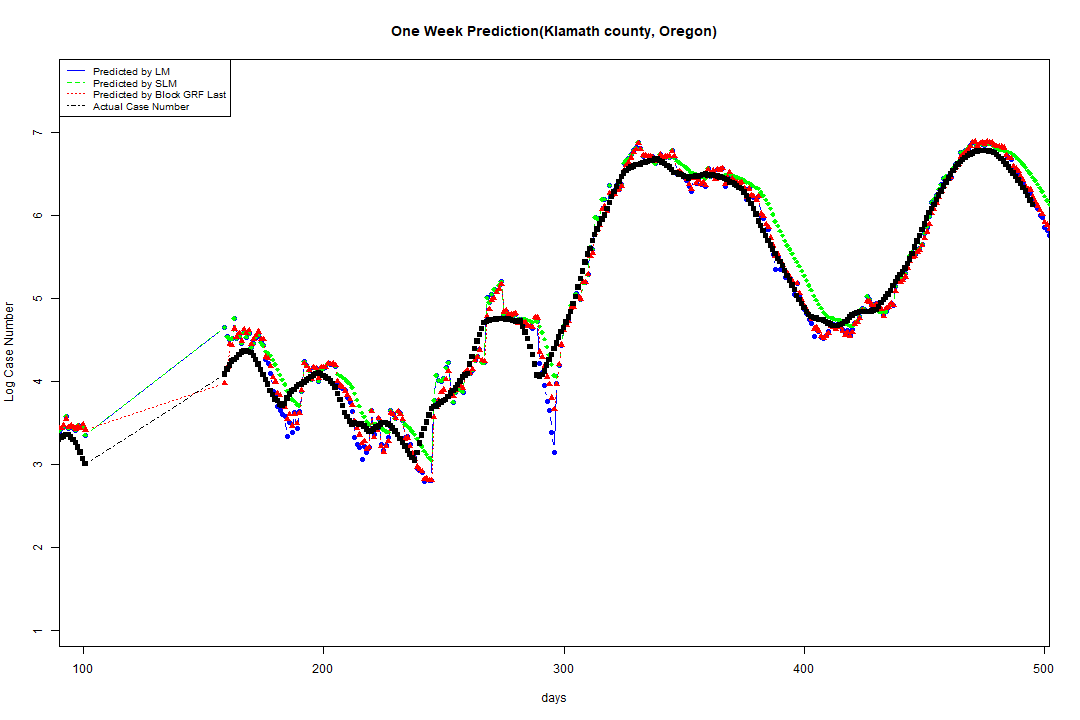 One Week Prediction(Klamath county, Oregon)
Predicted by LM
Predicted by SLM
Predicted by Block GRF Last
Actual Case Number
7
6
5
4
3
2
1
Log Case Number
100 200 300 400 500
days